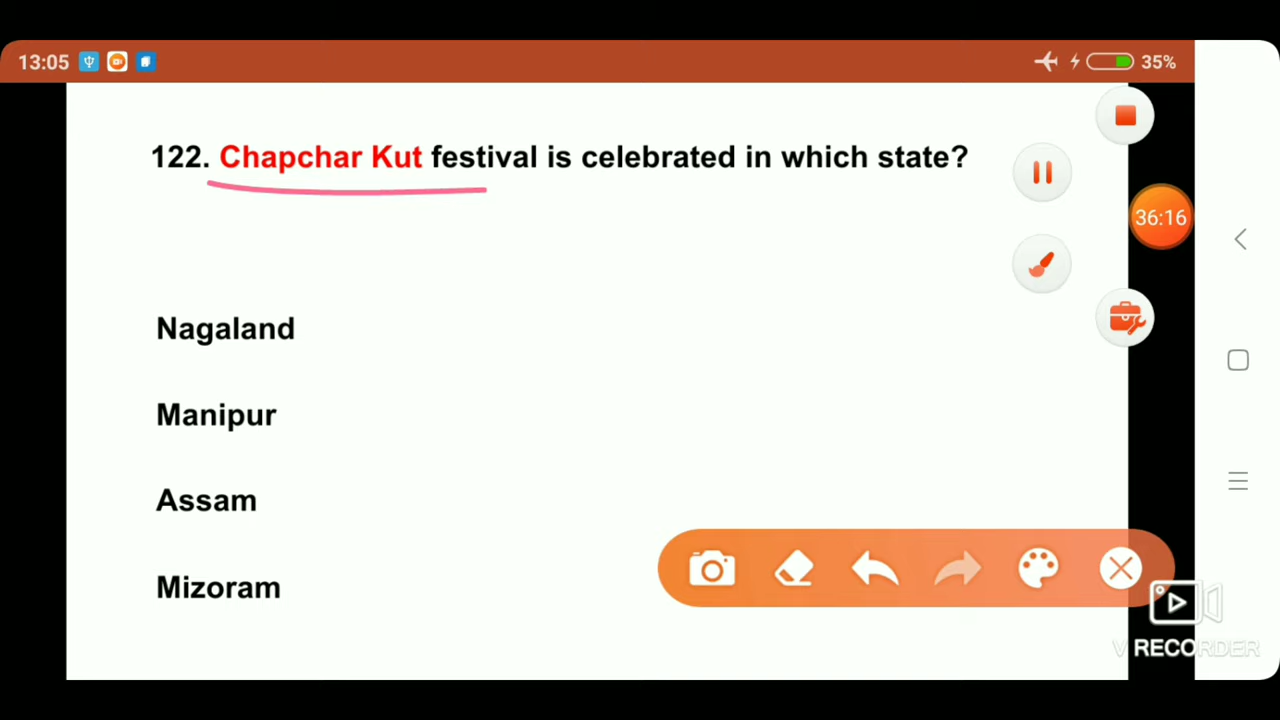 13:05
35%
122. Chapchar Kut festival is celebrated in which state?
36:16
Nagaland
Manipur
Assam
Mizoram
V RECORDER